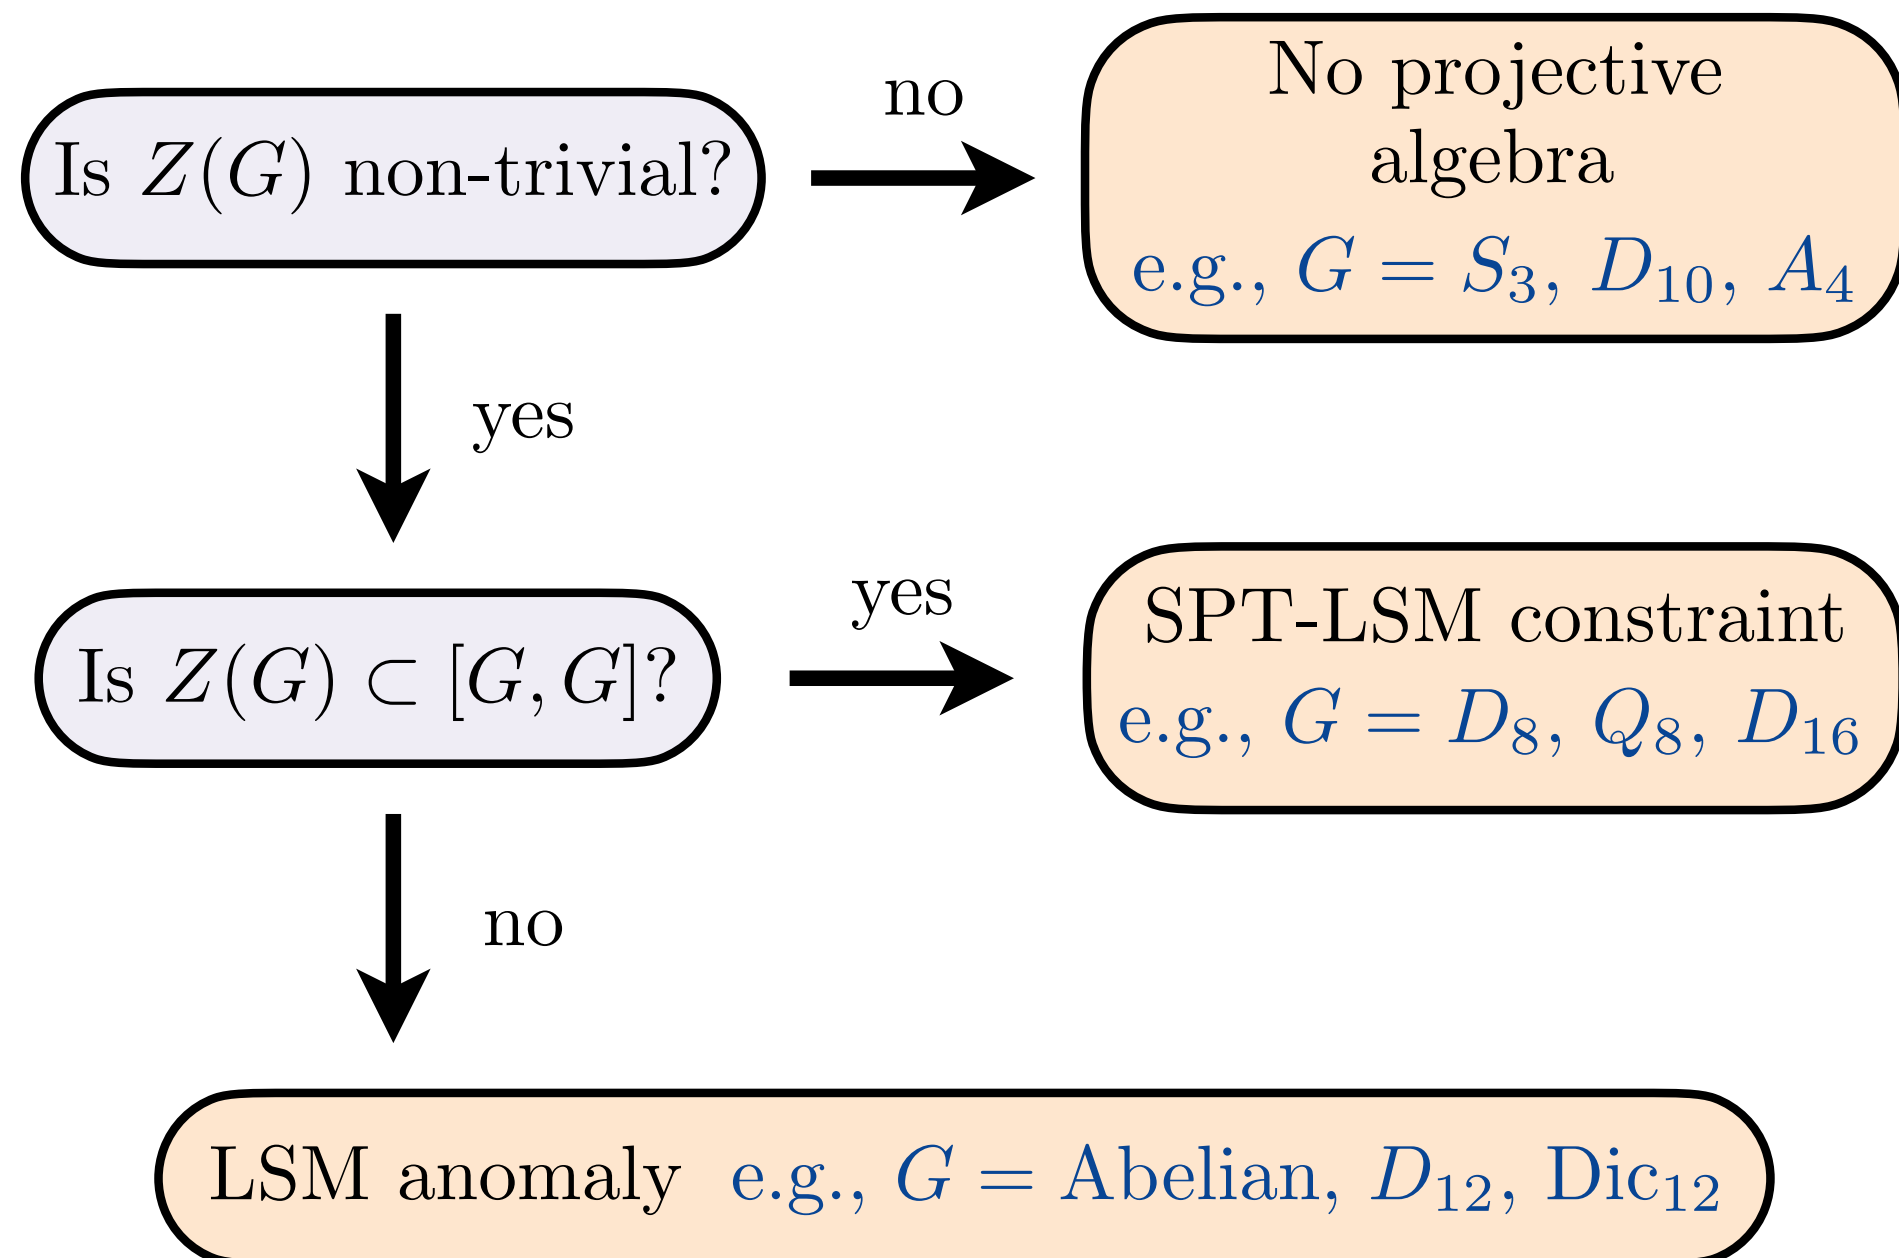 Is Z(G) non-trivial?
no
No projective
algebra
e.g., G = S₃, D₁₀, A₄
yes
Is Z(G) ⊂ [G, G]?
yes
SPT-LSM constraint
e.g., G = D₈, Q₈, D₁₆
no
LSM anomaly e.g., G = Abelian, D₁₂, Dic₁₂